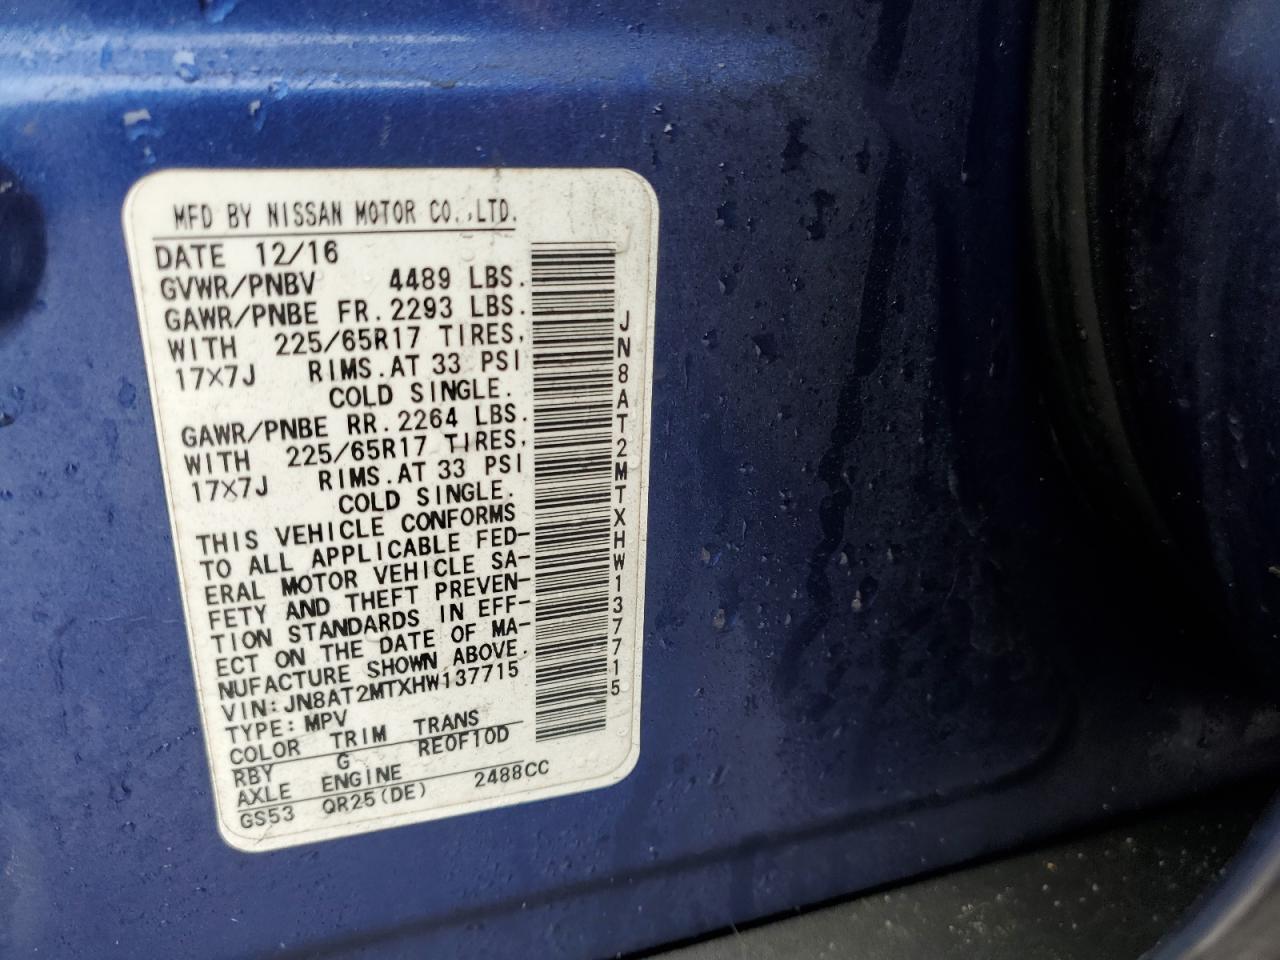 MFD BY NISSAN MOTOR CO.,LTD.
DATE 12/16
GVWR/PNBV 4489 LBS.
GAWR/PNBE FR. 2293 LBS.
WITH 225/65R17 TIRES,
17X7J RIMS.AT 33 PSI
COLD SINGLE.
GAWR/PNBE RR. 2264 LBS.
WITH 225/65R17 TIRES,
17X7J RIMS.AT 33 PSI
COLD SINGLE.
THIS VEHICLE CONFORMS
TO ALL APPLICABLE FED-
ERAL MOTOR VEHICLE SA-
FETY AND THEFT PREVEN-
TION STANDARDS IN EFF-
ECT ON THE DATE OF MA-
NUFACTURE SHOWN ABOVE.
VIN:JN8AT2MTXHW137715
TYPE:MPV
COLOR TRIM TRANS
RBY G RE0F10D
AXLE ENGINE
GS53 QR25(DE) 2488CC
JN8AT2MTXHW137715